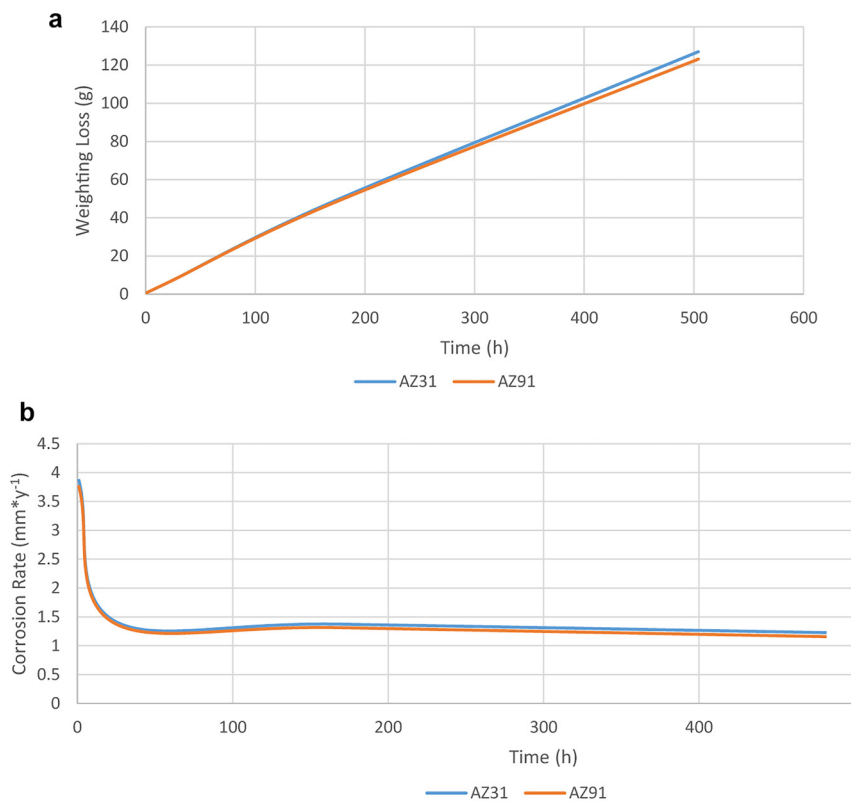 a
Weighting Loss (g)
140
120
100
80
60
40
20
0
0 100 200 300 400 500 600
Time (h)
AZ31 AZ91
b
Corrosion Rate (mm*y⁻¹)
4.5
4
3.5
3
2.5
2
1.5
1
0.5
0
0 100 200 300 400
Time (h)
AZ31 AZ91